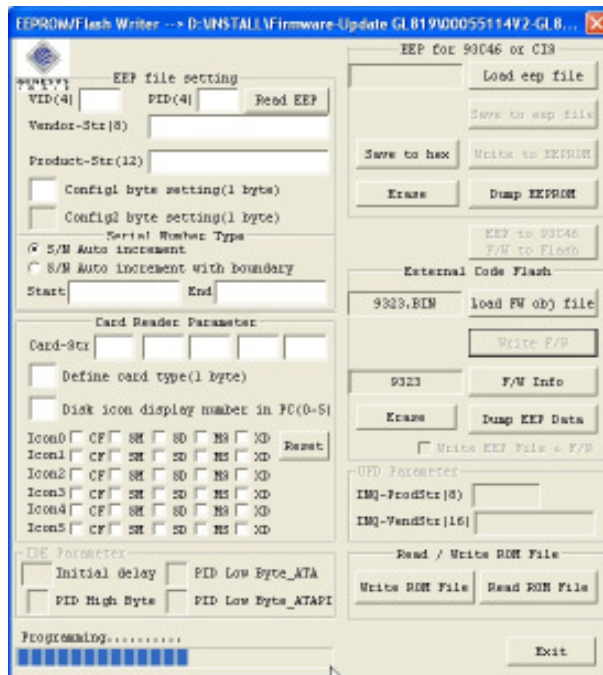 EEPROM/Flash Writer --> D:\INSTALL\Firmware-Update GL819\00055114V2-GL8...
EEP file setting
VID(4) PID(4) Read EEP
Vendor-Str(8)
Product-Str(12)
Config1 byte setting(1 byte)
Config2 byte setting(1 byte)
Serial Number Type
S/N Auto increment
S/N Auto increment with boundary
Start End
Card Reader Parameter
Card-Str
Define card type(1 byte)
Disk icon display number in PC(0-5)
Icon0 CF SM SD MS XD Reset
Icon1 CF SM SD MS XD
Icon2 CF SM SD MS XD
Icon3 CF SM SD MS XD
Icon4 CF SM SD MS XD
Icon5 CF SM SD MS XD
IDE Parameter
Initial delay PID Low Byte_ATA
PID High Byte PID Low Byte_ATAPI
Programming..........
EEP for 93C46 or CIS
Load eep file
Save to eep file
Save to hex Write to EEPROM
Erase Dump EEPROM
EEP to 93C46
F/W to Flash
External Code Flash
9323.BIN load FW obj file
Write F/W
9323 F/W Info
Erase Dump EEP Data
Write EEP File & F/W
UFD Parameter
INQ-ProdStr(8)
INQ-VendStr(16)
Read / Write ROM File
Write ROM File Read ROM File
Exit